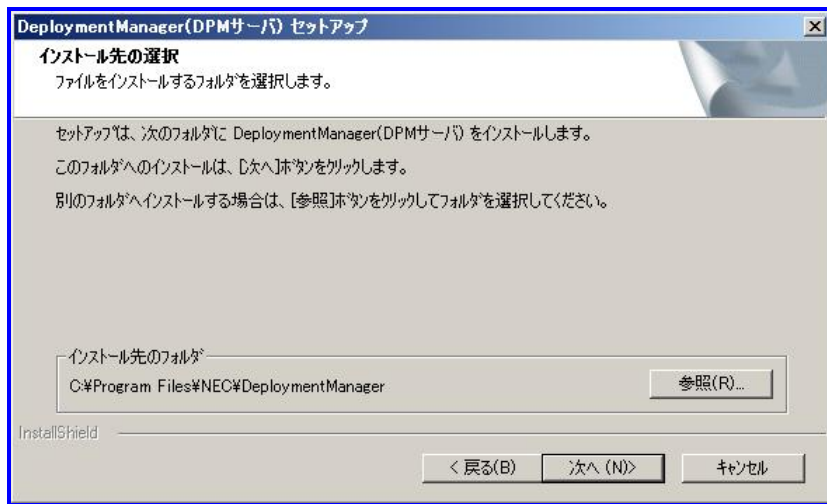 DeploymentManager(DPMサーバ) セットアップ
インストール先の選択
ファイルをインストールするフォルダを選択します。
セットアップは、次のフォルダに DeploymentManager(DPMサーバ) をインストールします。
このフォルダへのインストールは、[次へ]ボタンをクリックします。
別のフォルダへインストールする場合は、[参照]ボタンをクリックしてフォルダを選択してください。
インストール先のフォルダ
C:¥Program Files¥NEC¥DeploymentManager
参照(R)...
InstallShield
< 戻る(B)
次へ (N)>
キャンセル